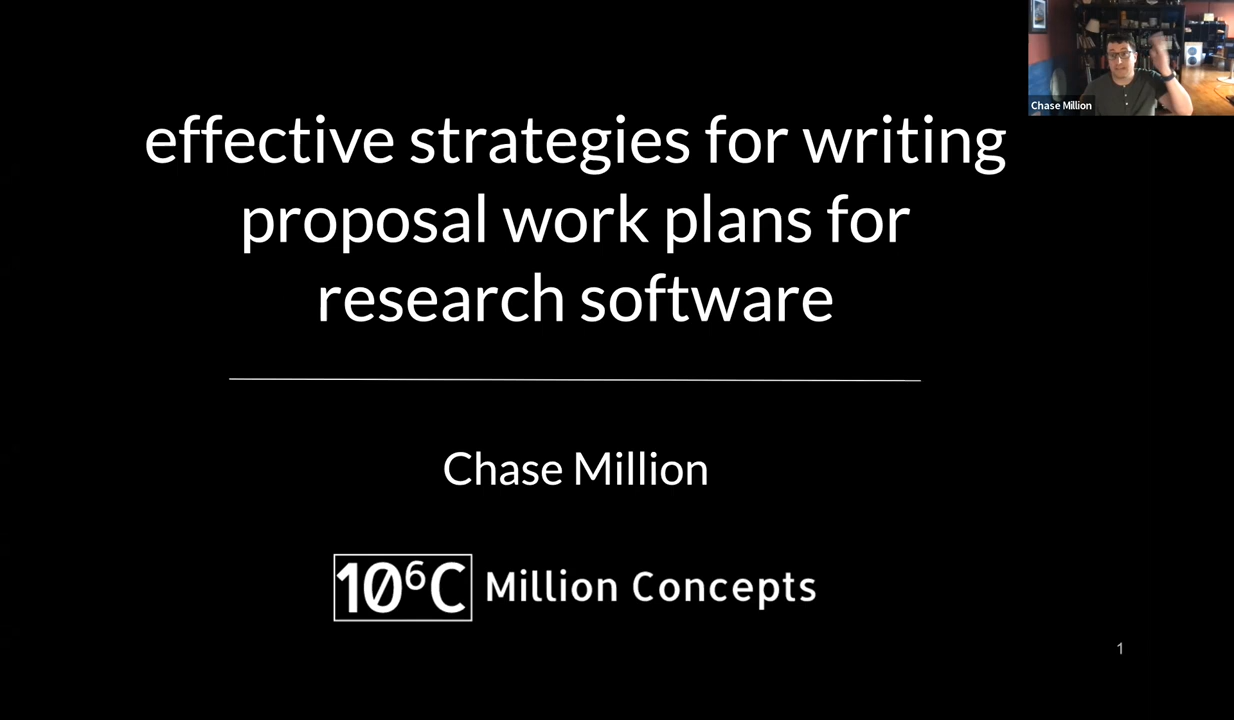 effective strategies for writing
proposal work plans for
research software
Chase Million
10⁶C Million Concepts
1
Chase Million